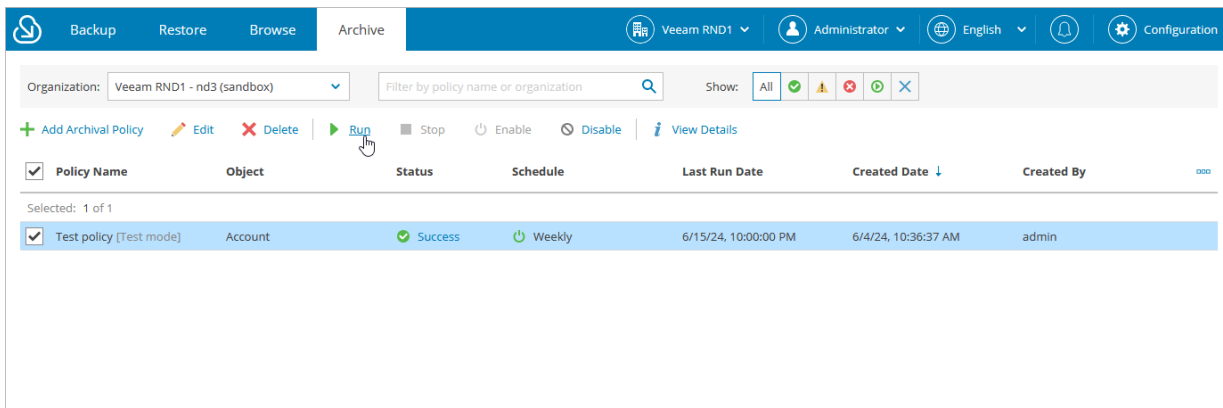 Backup Restore Browse Archive Veeam RND1 Administrator English Configuration
Organization: Veeam RND1 - nd3 (sandbox) Filter by policy name or organization Show: All
Add Archival Policy Edit Delete Run Stop Enable Disable View Details
Policy Name Object Status Schedule Last Run Date Created Date Created By
Selected: 1 of 1
Test policy [Test mode] Account Success Weekly 6/15/24, 10:00:00 PM 6/4/24, 10:36:37 AM admin